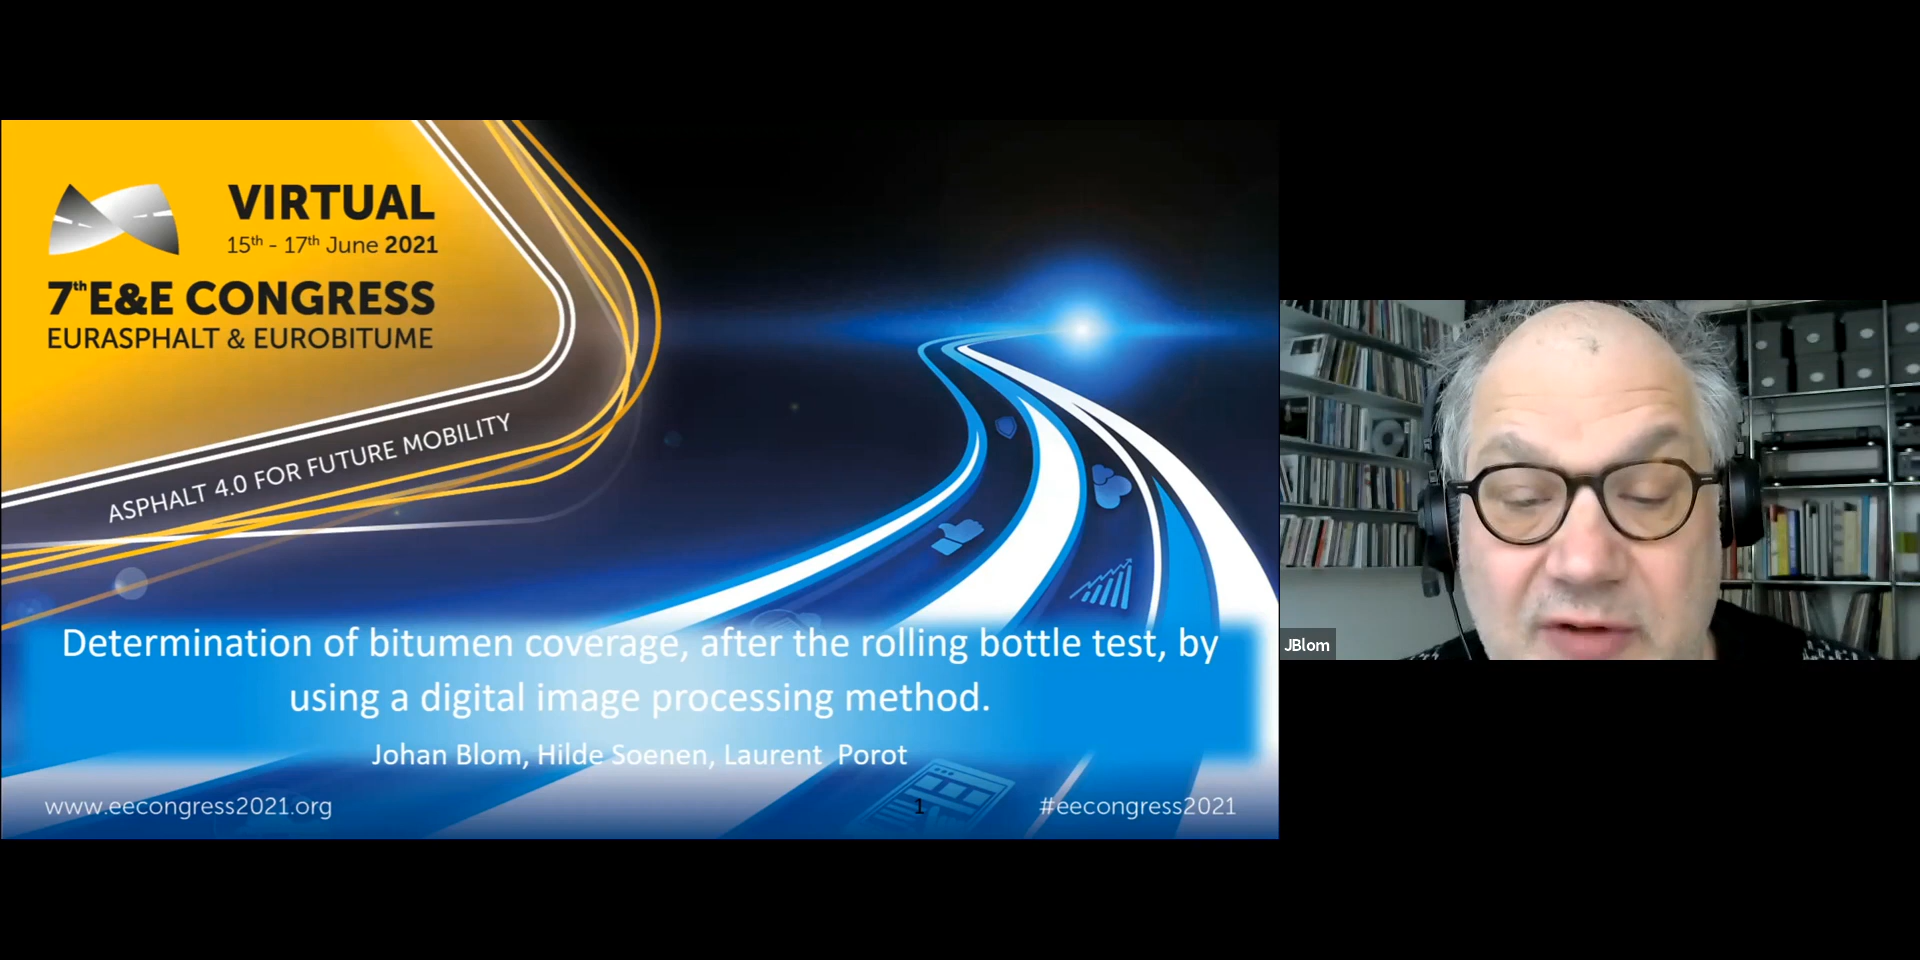 VIRTUAL
15th - 17th June 2021
7th E&E CONGRESS
EURASPHALT & EUROBITUME
ASPHALT 4.0 FOR FUTURE MOBILITY
Determination of bitumen coverage, after the rolling bottle test, by
using a digital image processing method.
Johan Blom, Hilde Soenen, Laurent Porot
www.eecongress2021.org
1
#eecongress2021
JBlom